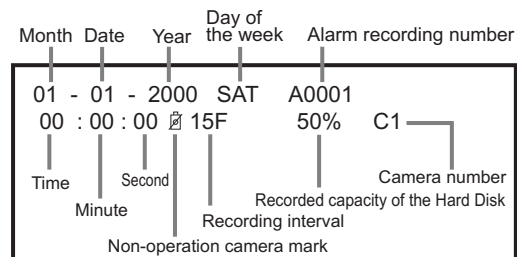 Month Date Year Day of the week Alarm recording number
01 - 01 - 2000 SAT A0001
00 : 00 : 00 15F 50% C1
Time Minute Second Non-operation camera mark Recording interval Recorded capacity of the Hard Disk Camera number